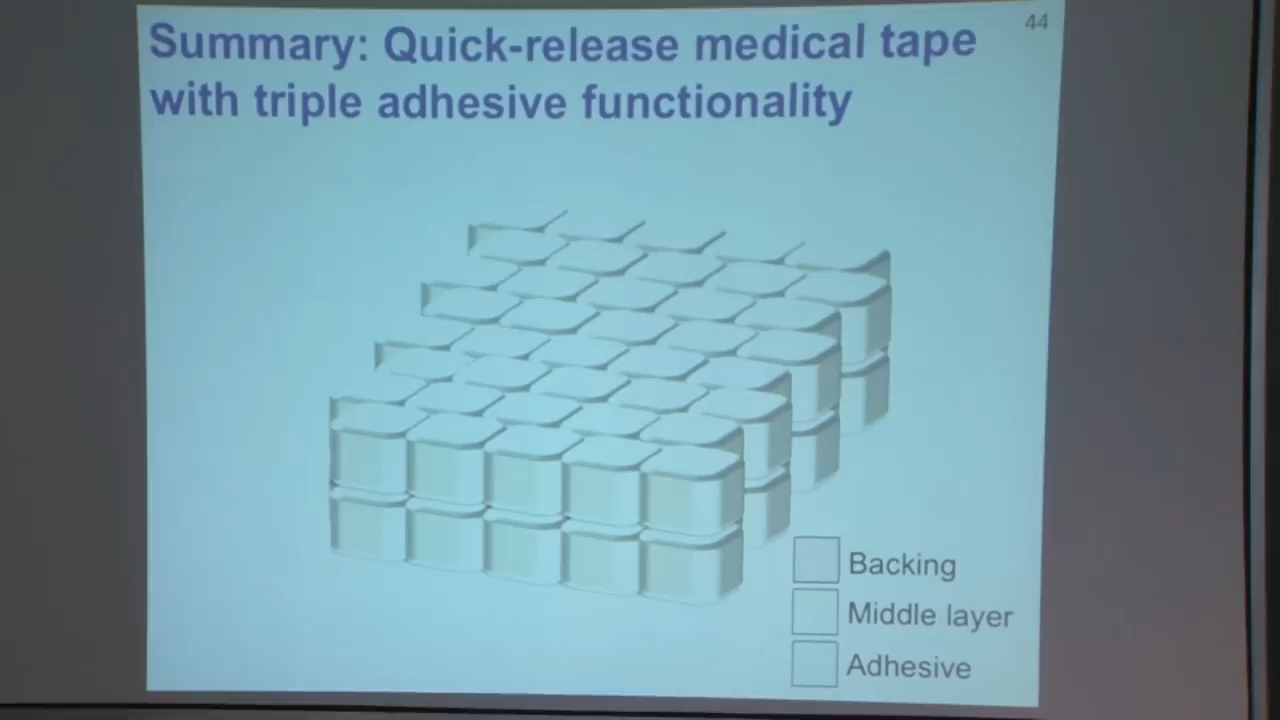 44
Summary: Quick-release medical tape
with triple adhesive functionality
Backing
Middle layer
Adhesive